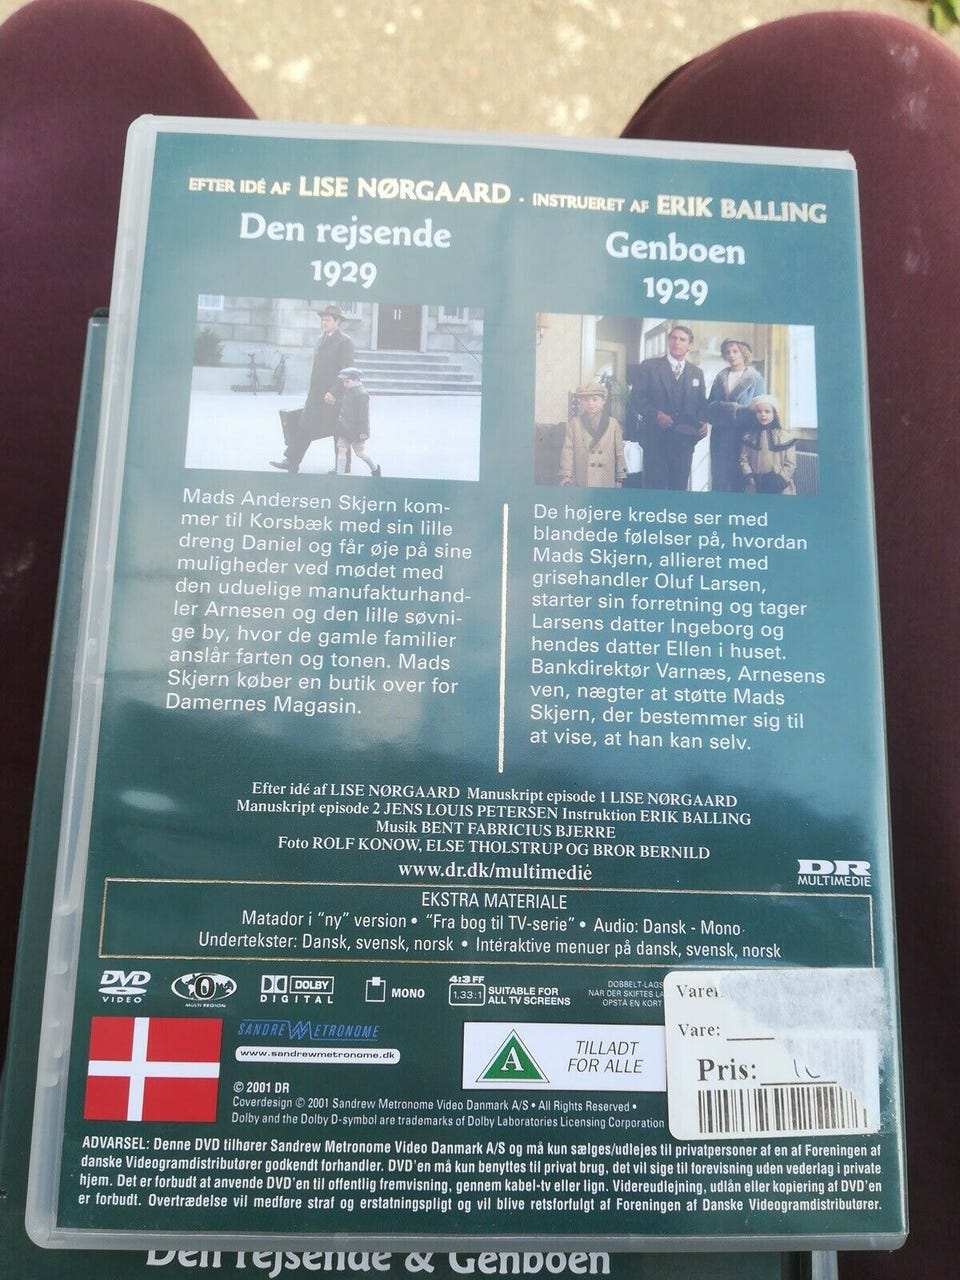 EFTER IDÉ AF LISE NØRGAARD · INSTRUERET AF ERIK BALLING
Den rejsende
1929
Mads Andersen Skjern kom-
mer til Korsbæk med sin lille
dreng Daniel og får øje på sine
muligheder ved mødet med
den uduelige manufakturhand-
ler Arnesen og den lille søvni-
ge by, hvor de gamle familier
anslår farten og tonen. Mads
Skjern køber en butik over for
Damernes Magasin.
Genboen
1929
De højere kredse ser med
blandede følelser på, hvordan
Mads Skjern, allieret med
grisehandler Oluf Larsen,
starter sin forretning og tager
Larsens datter Ingeborg og
hendes datter Ellen i huset.
Bankdirektør Varnæs, Arnesens
ven, nægter at støtte Mads
Skjern, der bestemmer sig til
at vise, at han kan selv.
Efter idé af LISE NØRGAARD Manuskript episode 1 LISE NØRGAARD
Manuskript episode 2 JENS LOUIS PETERSEN Instruktion ERIK BALLING
Musik BENT FABRICIUS BJERRE
Foto ROLF KONOW, ELSE THOLSTRUP OG BROR BERNILD
www.dr.dk/multimedie
DR
MULTIMEDIE
EKSTRA MATERIALE
Matador i “ny” version • “Fra bog til TV-serie” • Audio: Dansk - Mono
Undertekster: Dansk, svensk, norsk • Interaktive menuer på dansk, svensk, norsk
DVD
VIDEO
0
MULTI REGION
DOLBY
DIGITAL
MONO
4:3 FF
1,33:1
SUITABLE FOR
ALL TV SCREENS
DOBBELT-LAGS
NÅR DER SKIFTES LA
OPSTÅ EN KORT
SANDREW METRONOME
www.sandrewmetronome.dk
A
TILLADT
FOR ALLE
Varen
Vare:
Pris:
© 2001 DR
Coverdesign © 2001 Sandrew Metronome Video Danmark A/S • All Rights Reserved •
Dolby and the Dolby D-symbol are trademarks of Dolby Laboratories Licensing Corporation
ADVARSEL: Denne DVD tilhører Sandrew Metronome Video Danmark A/S og må kun sælges/udlejes til privatpersoner af en af Foreningen af
danske Videogramdistributører godkendt forhandler. DVD'en må kun benyttes til privat brug, det vil sige til forevisning uden vederlag i private
hjem. Det er forbudt at anvende DVD'en til offentlig fremvisning, gennem kabel-tv eller lign. Videreudlejning, udlån eller kopiering af DVD'en
er forbudt. Overtrædelse vil medføre straf og erstatningspligt og vil blive retsforfulgt af Foreningen af Danske Videogramdistributører.
Den rejsende & Genboen